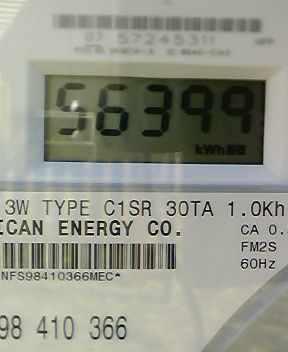 07 57245311
56399
kWh
3W TYPE C1SR 30TA 1.0Kh
ICAN ENERGY CO.
CA 0.
FM2S
60Hz
NFS98410366MEC*
98 410 366